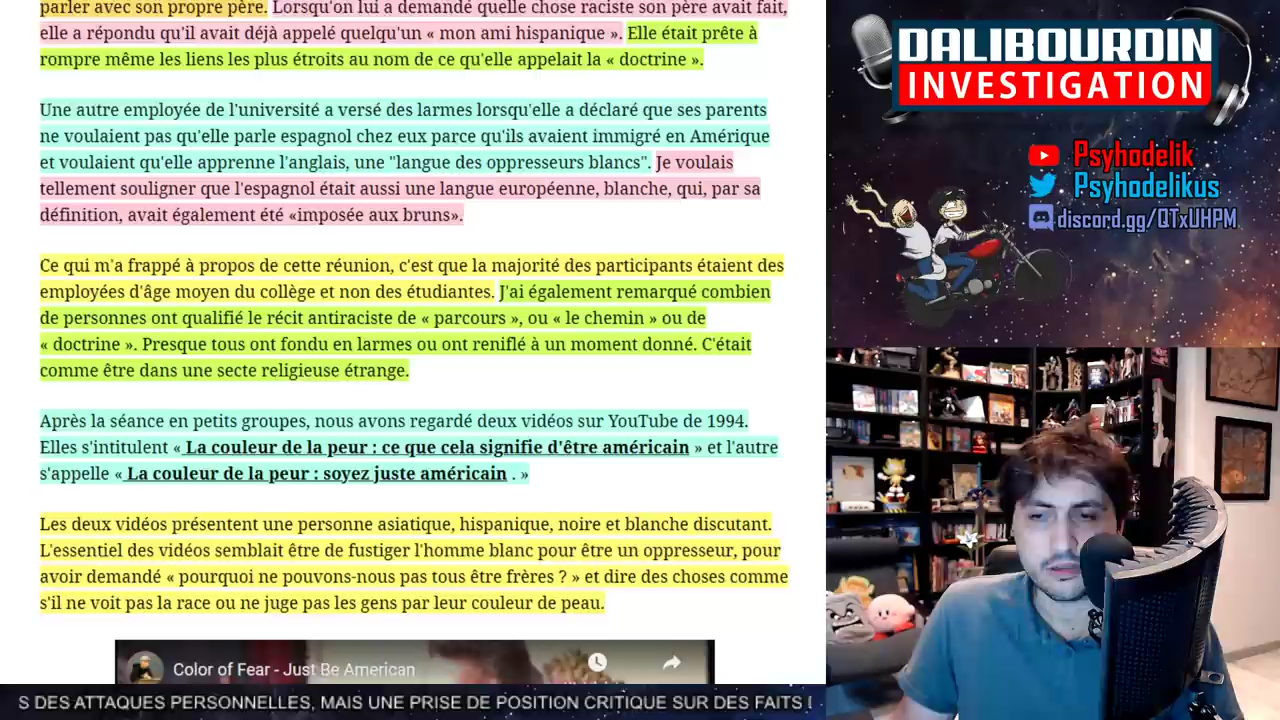 parler avec son propre père. Lorsqu'on lui a demandé quelle chose raciste son père avait fait,
elle a répondu qu'il avait déjà appelé quelqu'un « mon ami hispanique ». Elle était prête à
rompre même les liens les plus étroits au nom de ce qu'elle appelait la « doctrine ».
Une autre employée de l'université a versé des larmes lorsqu'elle a déclaré que ses parents
ne voulaient pas qu'elle parle espagnol chez eux parce qu'ils avaient immigré en Amérique
et voulaient qu'elle apprenne l'anglais, une "langue des oppresseurs blancs". Je voulais
tellement souligner que l'espagnol était aussi une langue européenne, blanche, qui, par sa
définition, avait également été «imposée aux bruns».
Ce qui m'a frappé à propos de cette réunion, c'est que la majorité des participants étaient des
employées d'âge moyen du collège et non des étudiantes. J'ai également remarqué combien
de personnes ont qualifié le récit antiraciste de « parcours », ou « le chemin » ou de
« doctrine ». Presque tous ont fondu en larmes ou ont reniflé à un moment donné. C'était
comme être dans une secte religieuse étrange.
Après la séance en petits groupes, nous avons regardé deux vidéos sur YouTube de 1994.
Elles s'intitulent « La couleur de la peur : ce que cela signifie d'être américain » et l'autre
s'appelle « La couleur de la peur : soyez juste américain . »
Les deux vidéos présentent une personne asiatique, hispanique, noire et blanche discutant.
L'essentiel des vidéos semblait être de fustiger l'homme blanc pour être un oppresseur, pour
avoir demandé « pourquoi ne pouvons-nous pas tous être frères ? » et dire des choses comme
s'il ne voit pas la race ou ne juge pas les gens par leur couleur de peau.
Color of Fear - Just Be American
S DES ATTAQUES PERSONNELLES, MAIS UNE PRISE DE POSITION CRITIQUE SUR DES FAITS
DALIBOURDIN
INVESTIGATION
Psyhodelik
Psyhodelikus
discord.gg/QTxUHPM